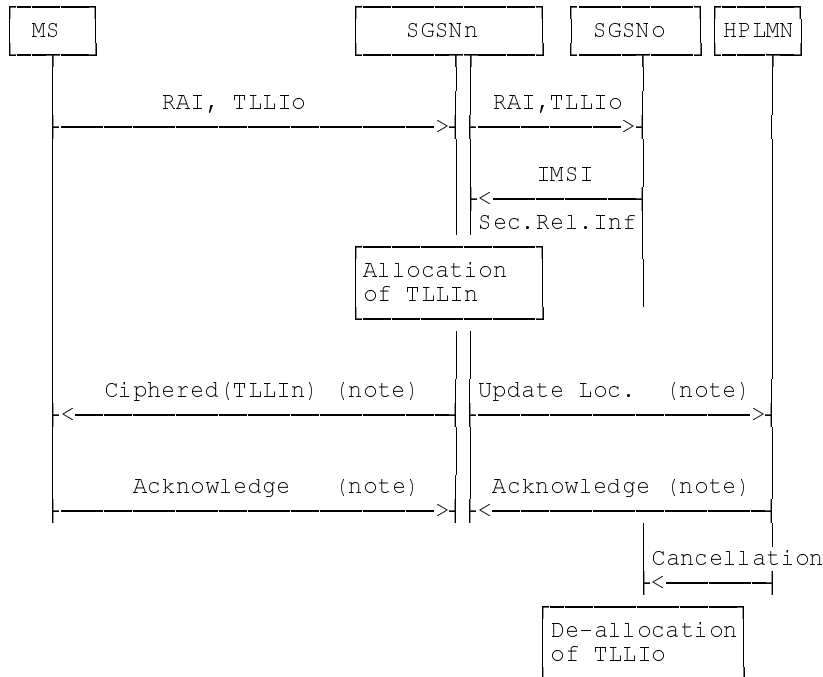 MS SGSNn SGSNo HPLMN
RAI, TLLIo RAI,TLLIo
IMSI
Sec.Rel.Inf
Allocation
of TLLIn
Ciphered(TLLIn) (note) Update Loc. (note)
Acknowledge (note) Acknowledge (note)
Cancellation
De-allocation
of TLLIo